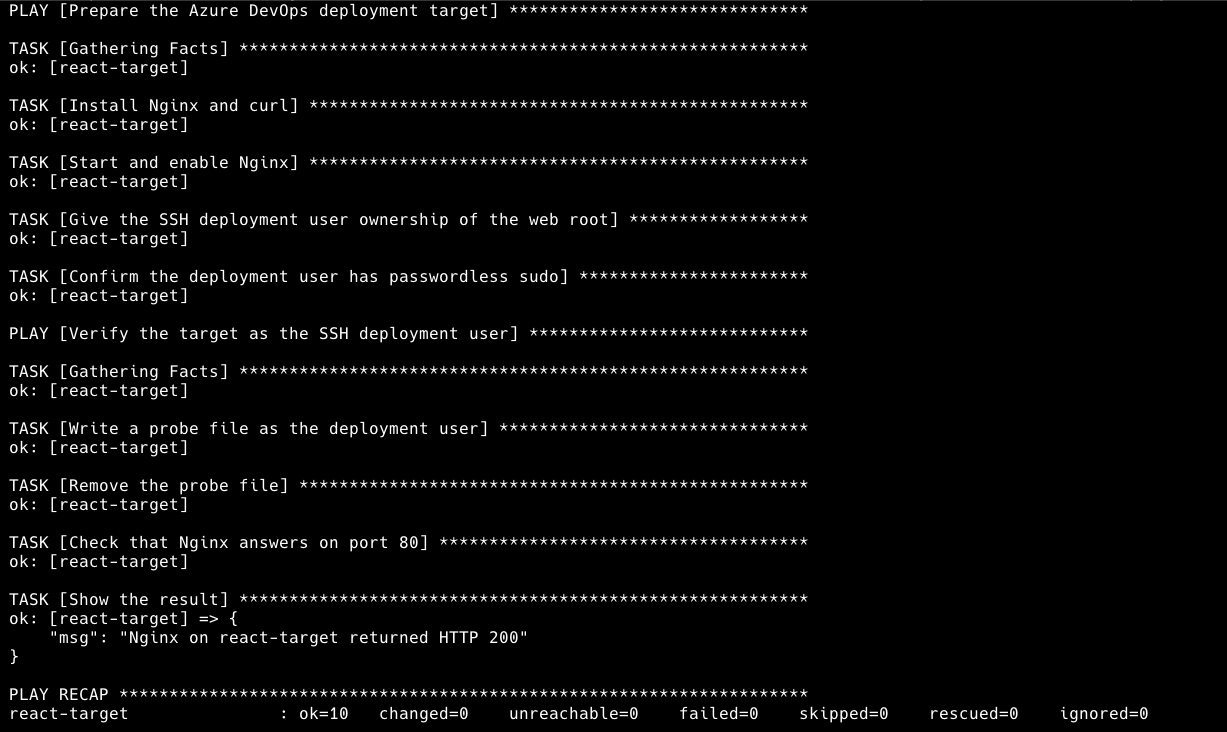 PLAY [Prepare the Azure DevOps deployment target] ******************************
TASK [Gathering Facts] *********************************************************
ok: [react-target]
TASK [Install Nginx and curl] **************************************************
ok: [react-target]
TASK [Start and enable Nginx] **************************************************
ok: [react-target]
TASK [Give the SSH deployment user ownership of the web root] ******************
ok: [react-target]
TASK [Confirm the deployment user has passwordless sudo] ***********************
ok: [react-target]
PLAY [Verify the target as the SSH deployment user] ****************************
TASK [Gathering Facts] *********************************************************
ok: [react-target]
TASK [Write a probe file as the deployment user] *******************************
ok: [react-target]
TASK [Remove the probe file] ***************************************************
ok: [react-target]
TASK [Check that Nginx answers on port 80] *************************************
ok: [react-target]
TASK [Show the result] *********************************************************
ok: [react-target] => {
    "msg": "Nginx on react-target returned HTTP 200"
}
PLAY RECAP *********************************************************************
react-target               : ok=10   changed=0    unreachable=0    failed=0    skipped=0    rescued=0    ignored=0